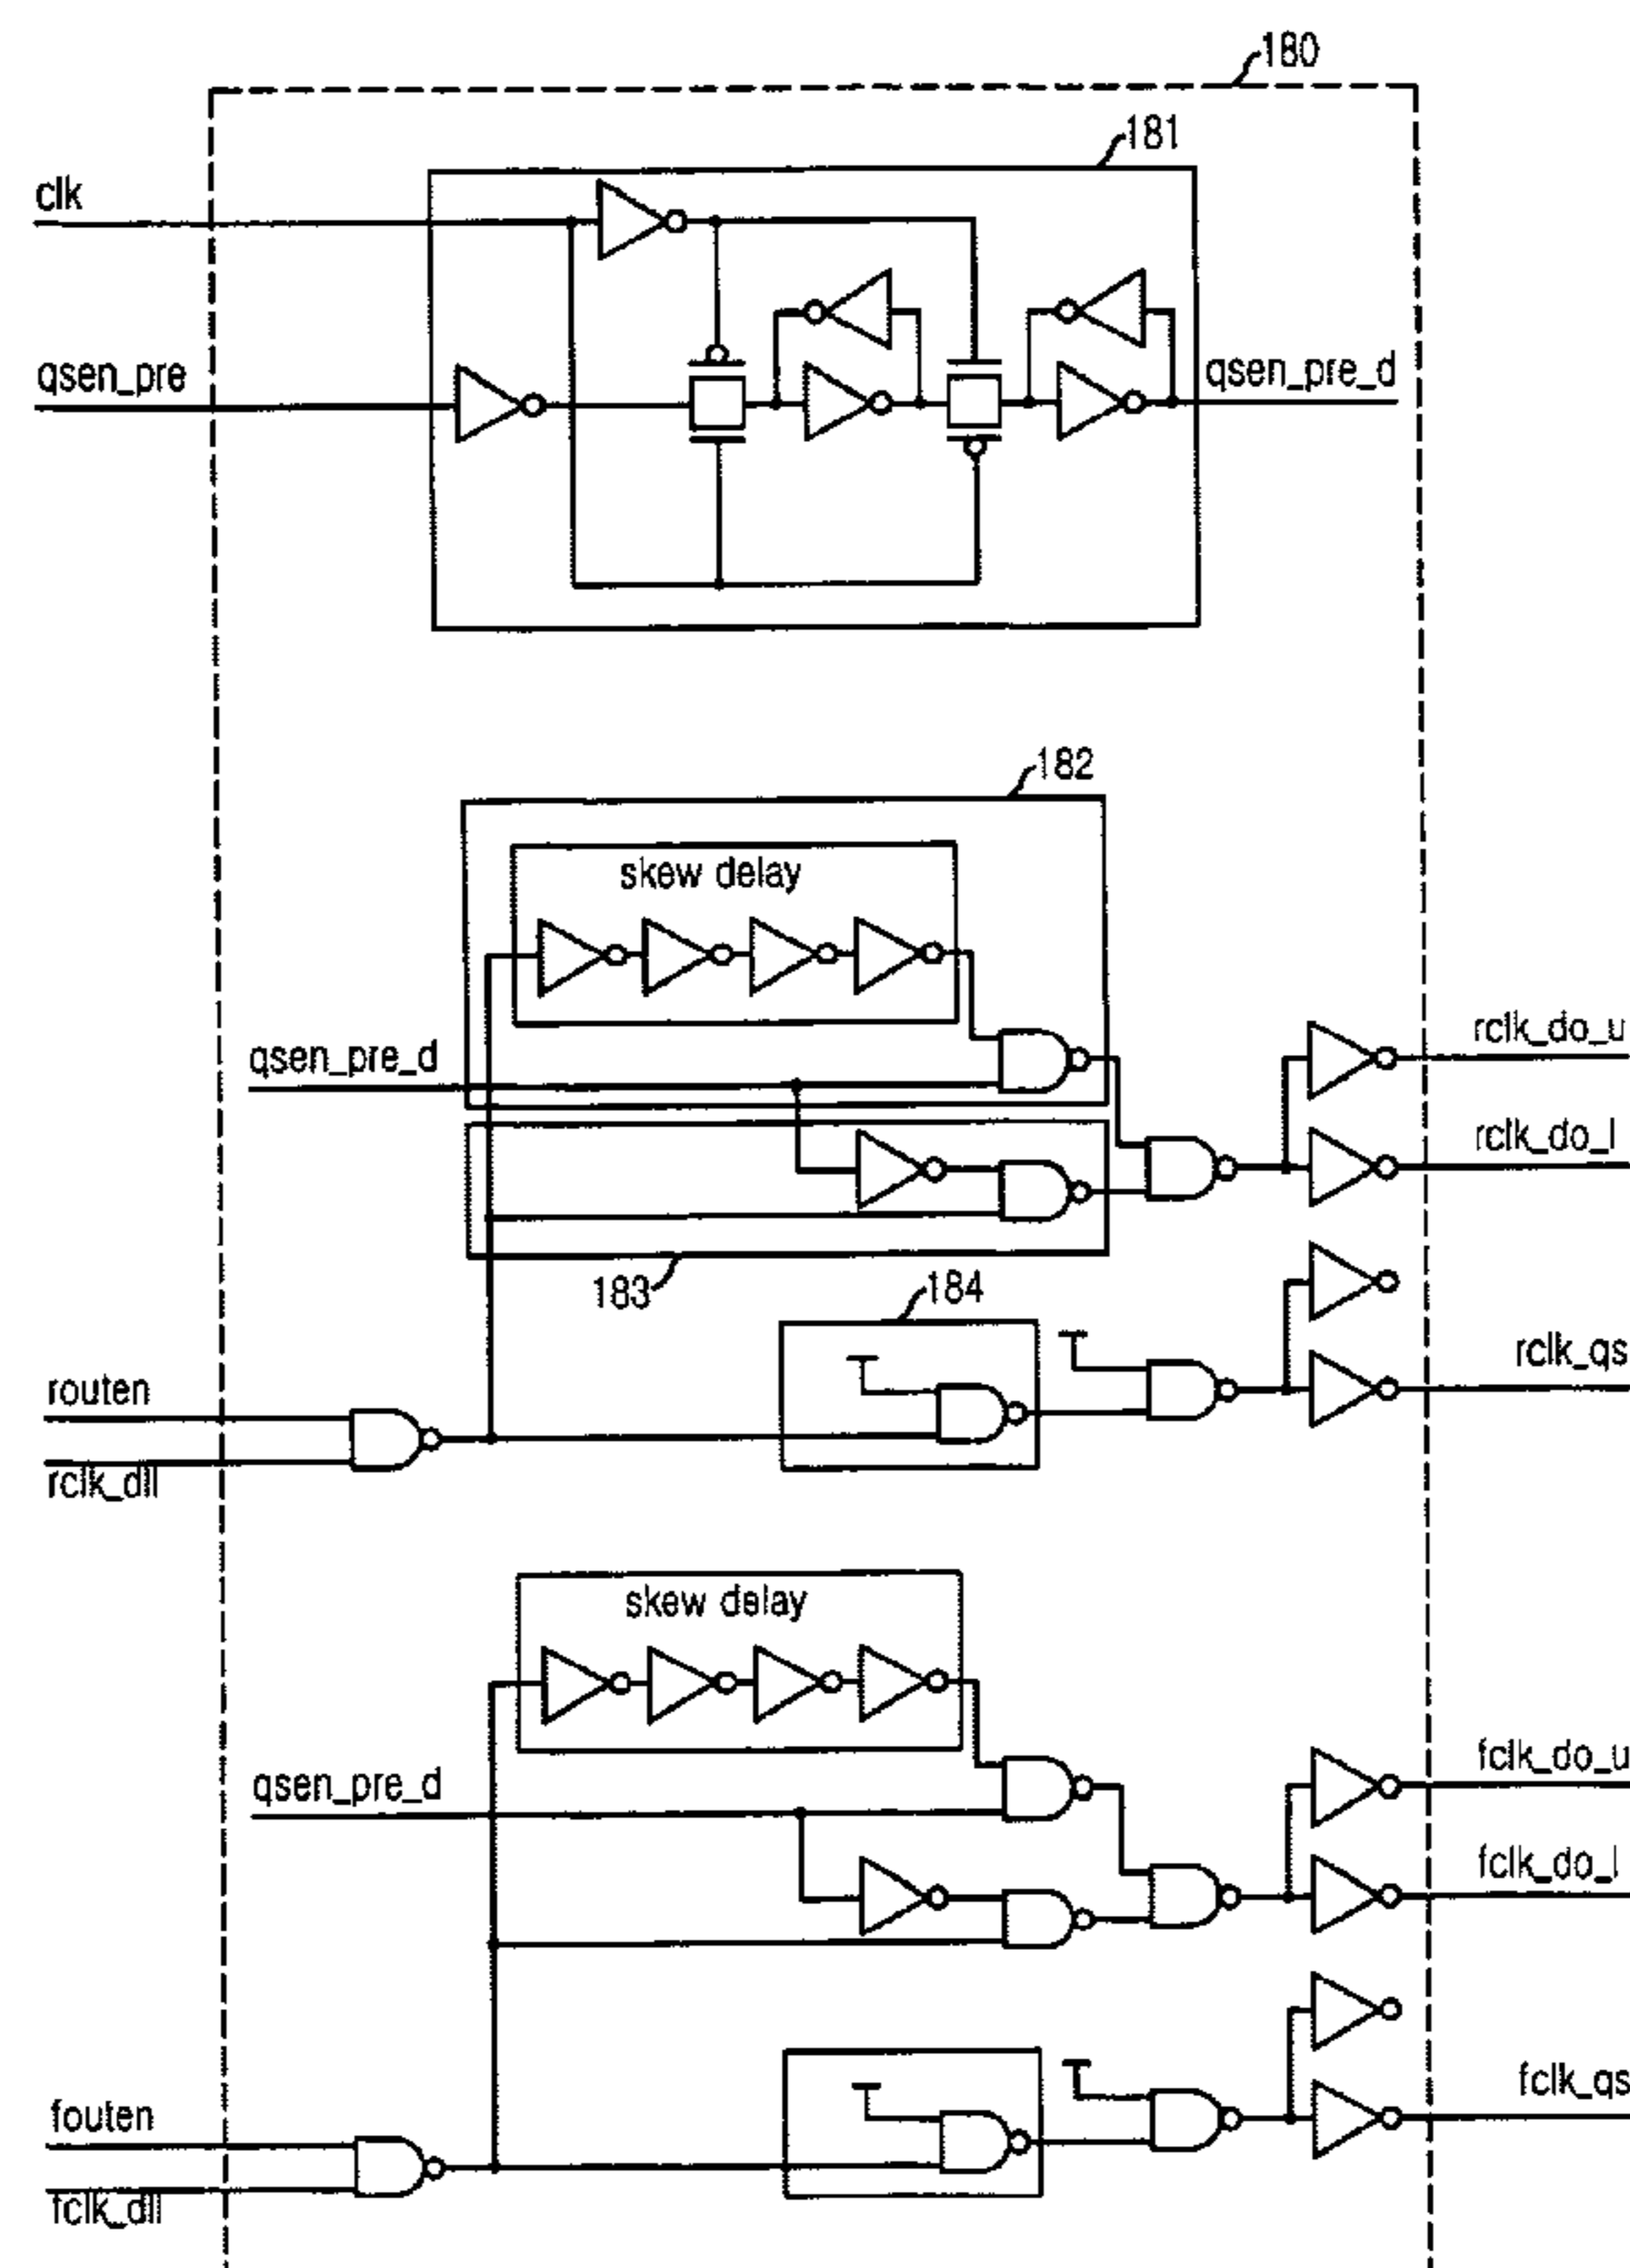 180
181
clk
qsen_pre
qsen_pre_d
182
skew delay
qsen_pre_d
rclk_do_u
rclk_do_l
183
184
rclk_qs
routen
rclk_dll
skew delay
qsen_pre_d
fclk_do_u
fclk_do_l
fclk_qs
fouten
fclk_dll